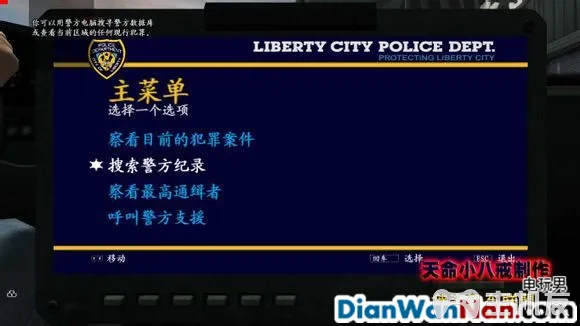 你可以用警方电脑搜寻警方数据库
或查看当前区域的任何现行犯罪.
LIBERTY CITY POLICE DEPT.
PROTECTING LIBERTY CITY
主菜单
选择一个选项
察看目前的犯罪案件
搜索警方纪录
察看最高通缉者
呼叫警方支援
移动
回车 选择
ESC 退出
天命小八戒制作
电玩男
DianWanNan.com